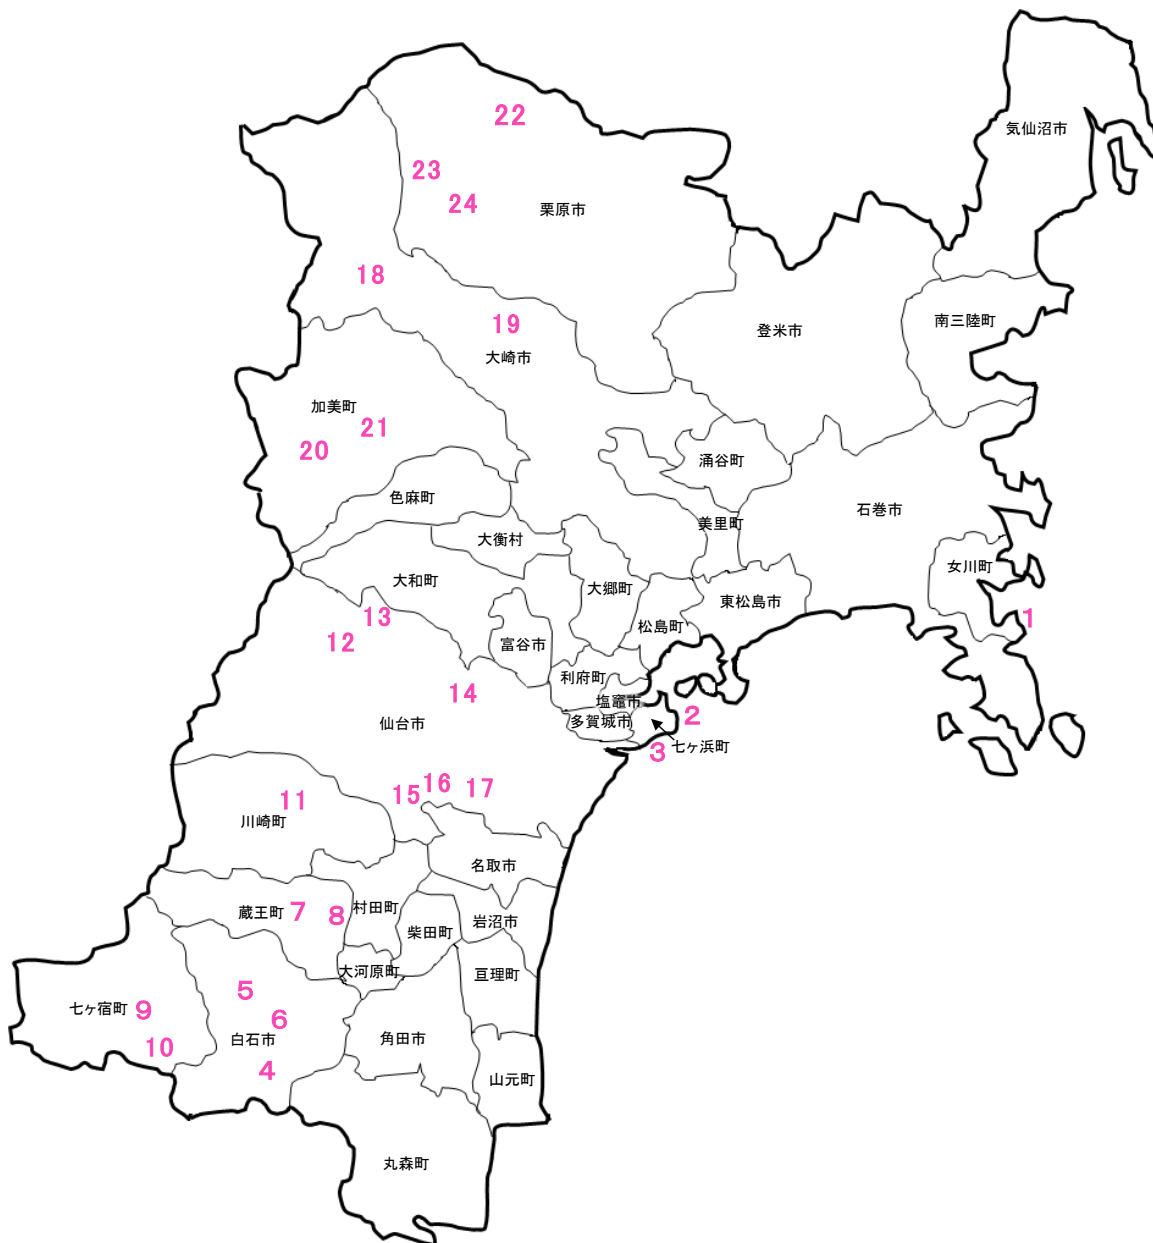 22
気仙沼市
23
24
栗原市
18
南三陸町
19
登米市
大崎市
加美町
21
20
涌谷町
色麻町
石巻市
美里町
大衡村
女川町
大和町
大郷町
東松島市
1
13
松島町
12
富谷市
利府町
14
塩竈市
2
仙台市
多賀城市
七ヶ浜町
3
16
17
15
11
川崎町
名取市
村田町
蔵王町
7
8
岩沼市
柴田町
大河原町
亘理町
5
七ヶ宿町
9
6
白石市
角田市
10
4
山元町
丸森町